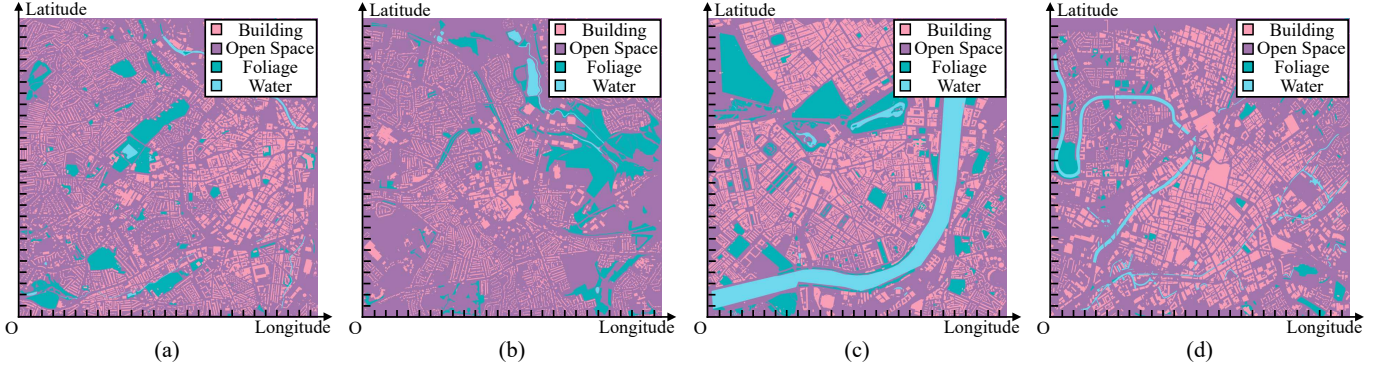 Latitude
Building
Open Space
Foliage
Water
O
Longitude
(a)
Latitude
Building
Open Space
Foliage
Water
O
Longitude
(b)
Latitude
Building
Open Space
Foliage
Water
O
Longitude
(c)
Latitude
Building
Open Space
Foliage
Water
O
Longitude
(d)